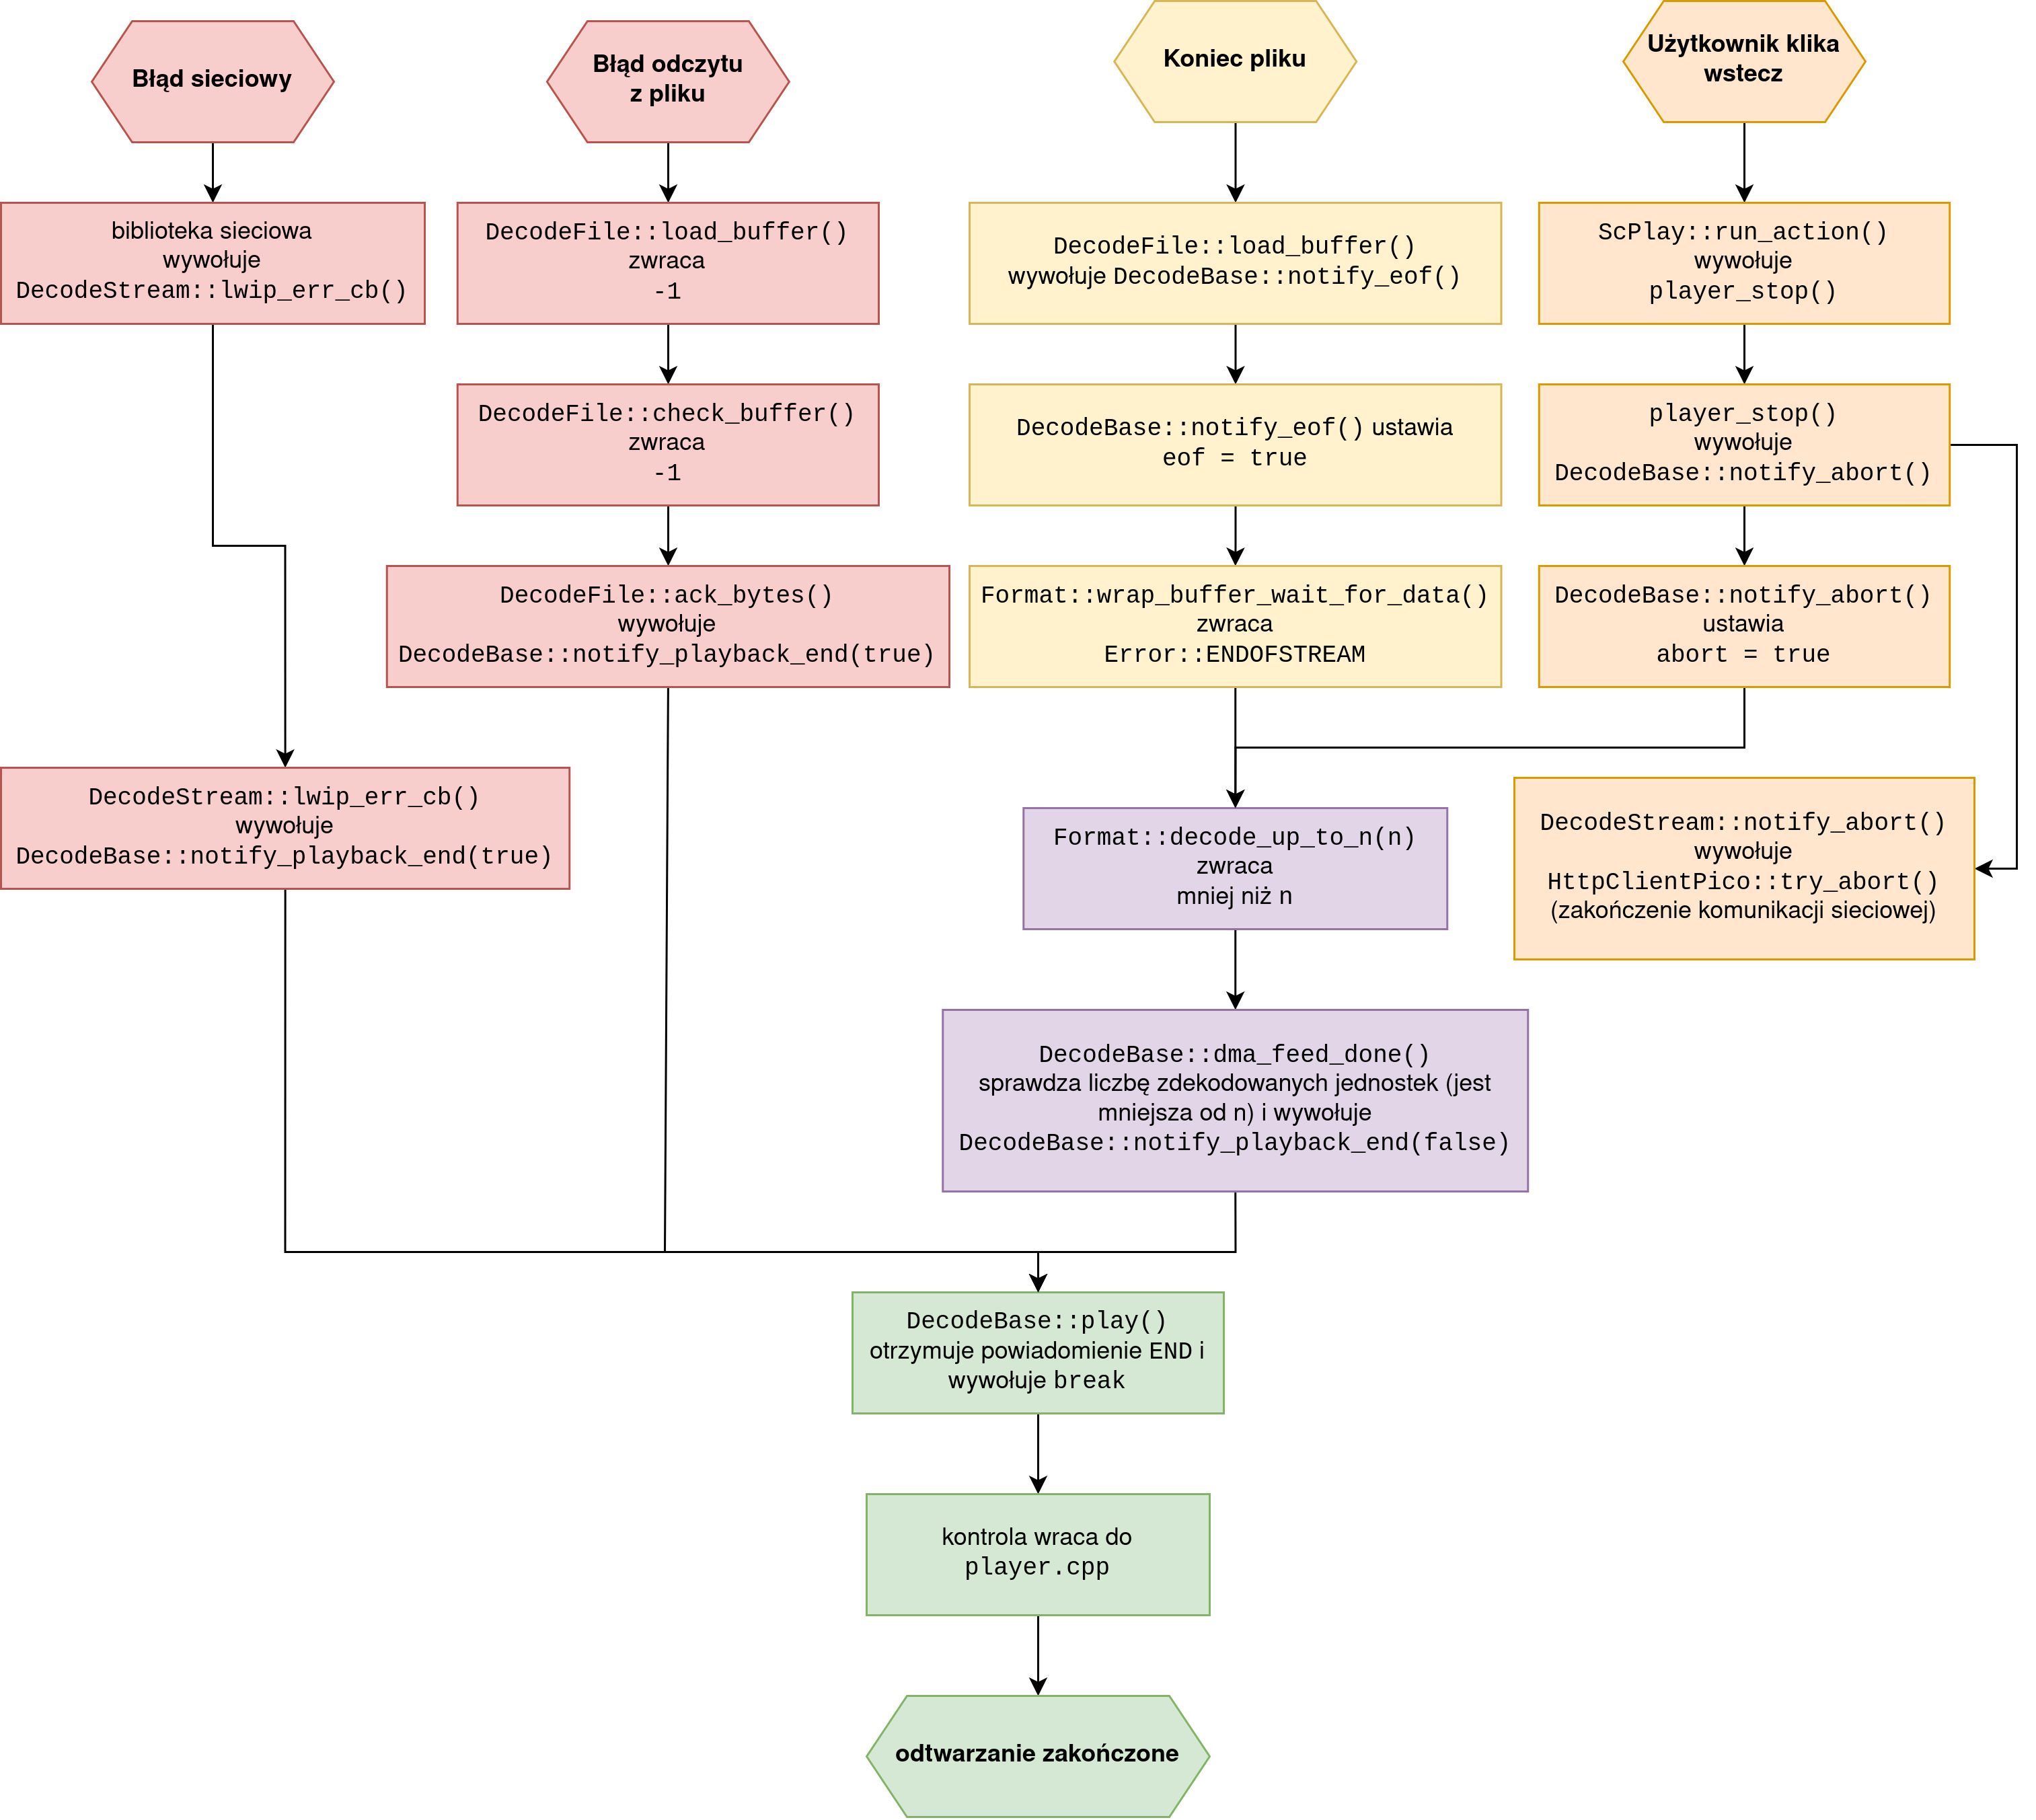 Błąd sieciowy
Błąd odczytu
z pliku
Koniec pliku
Użytkownik klika
wstecz
biblioteka sieciowa
wywołuje
DecodeStream::lwip_err_cb()
DecodeFile::load_buffer()
zwraca
-1
DecodeFile::load_buffer()
wywołuje DecodeBase::notify_eof()
ScPlay::run_action()
wywołuje
player_stop()
DecodeFile::check_buffer()
zwraca
-1
DecodeBase::notify_eof() ustawia
eof = true
player_stop()
wywołuje
DecodeBase::notify_abort()
DecodeFile::ack_bytes()
wywołuje
DecodeBase::notify_playback_end(true)
Format::wrap_buffer_wait_for_data()
zwraca
Error::ENDOFSTREAM
DecodeBase::notify_abort()
ustawia
abort = true
DecodeStream::lwip_err_cb()
wywołuje
DecodeBase::notify_playback_end(true)
Format::decode_up_to_n(n)
zwraca
mniej niż n
DecodeStream::notify_abort()
wywołuje
HttpClientPico::try_abort()
(zakończenie komunikacji sieciowej)
DecodeBase::dma_feed_done()
sprawdza liczbę zdekodowanych jednostek (jest
mniejsza od n) i wywołuje
DecodeBase::notify_playback_end(false)
DecodeBase::play()
otrzymuje powiadomienie END i
wywołuje break
kontrola wraca do
player.cpp
odtwarzanie zakończone